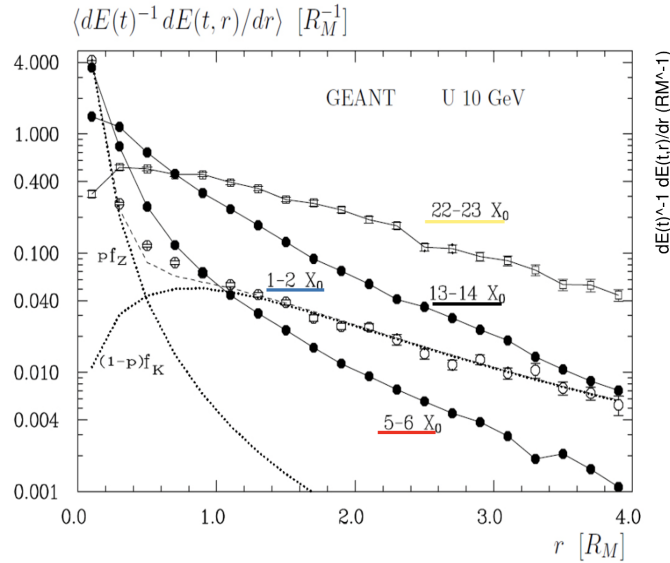 ⟨dE(t)⁻¹ dE(t,r)/dr⟩ [R_M⁻¹]
4.000
1.000
0.400
0.100
0.040
0.010
0.004
0.001
GEANT U 10 GeV
22–23 X₀
1–2 X₀
13–14 X₀
5–6 X₀
pf_Z
(1–p)f_K
0.0 1.0 2.0 3.0 4.0
r [R_M]
dE(t)^-1 dE(t,r)/dr (RM^-1)